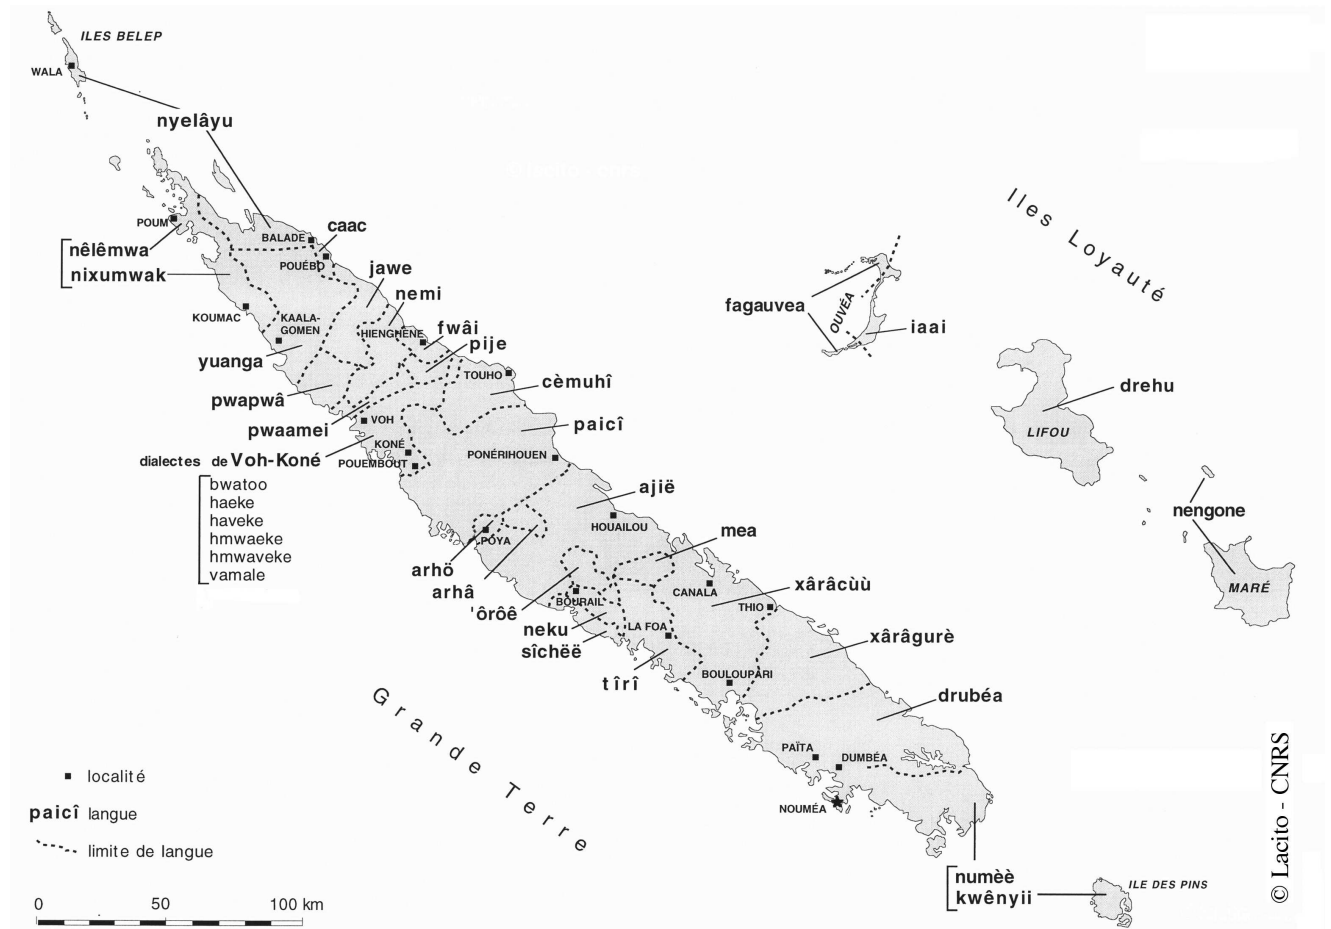 ILES BELEP
WALA
nyelâyu
POUM
BALADE
caac
POUÉBO
nêlêmwa
nixumwak
jawe
nemi
KOUMAC
KAALA-
GOMEN
HIENGHENE
fwâi
pije
yuanga
TOUHO
cèmuhî
pwapwâ
pwaamei
VOH
paicî
KONÉ
POUEMBOUT
PONÉRIHOUEN
dialectes de Voh-Koné
bwatoo
haeke
haveke
hmwaeke
hmwaveke
vamale
ajië
HOUAILOU
POYA
mea
arhö
arhâ
CANALA
xârâcùù
'ôrôê
BOURAIL
THIO
neku
LA FOA
sîchëë
xârâgurè
tîrî
BOULOUPARI
drubéa
PAÏTA
DUMBÉA
NOUMÉA
numèè
kwênyii
ILE DES PINS
Iles Loyauté
fagauvea
OUVÉA
iaai
drehu
LIFOU
nengone
MARÉ
Grande Terre
localité
paicî langue
limite de langue
0 50 100 km
© Lacito - CNRS